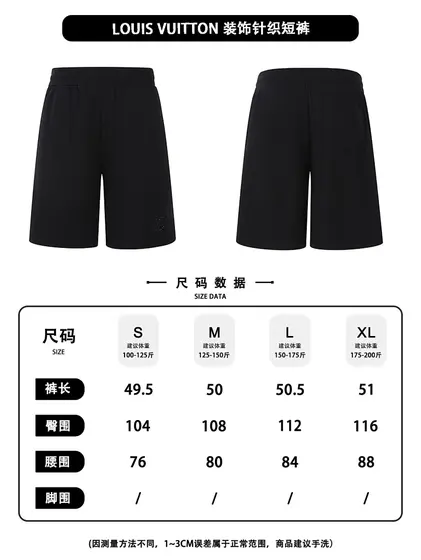 LOUIS VUITTON 装饰针织短裤
尺码数据
SIZE DATA
尺码 SIZE S 建议体重 100-125斤 M 建议体重 125-150斤 L 建议体重 150-175斤 XL 建议体重 175-200斤
裤长 49.5 50 50.5 51
臀围 104 108 112 116
腰围 76 80 84 88
脚围 / / / /
(因测量方法不同，1~3CM误差属于正常范围，商品建议手洗)